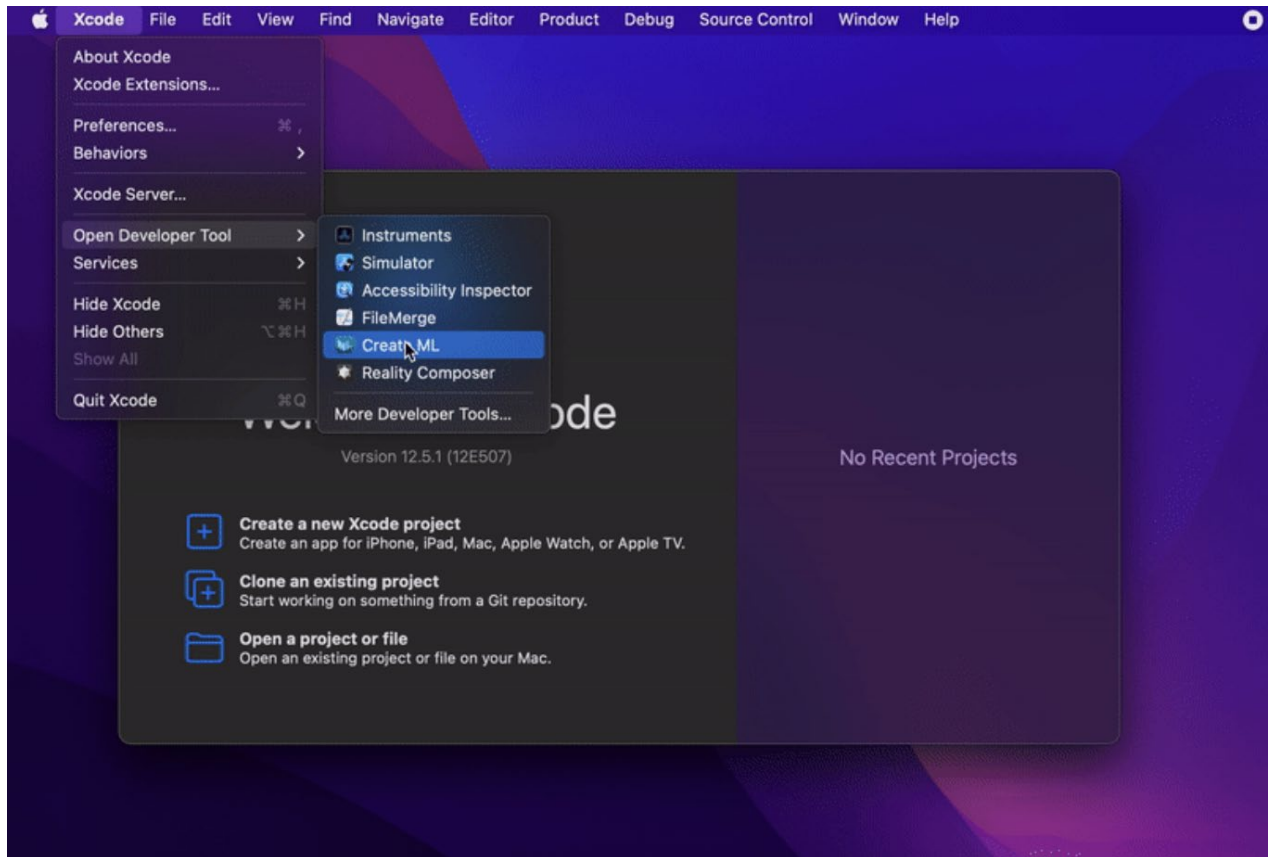 Xcode File Edit View Find Navigate Editor Product Debug Source Control Window Help
About Xcode
Xcode Extensions...
Preferences... ⌘ ,
Behaviors
Xcode Server...
Open Developer Tool
Services
Hide Xcode ⌘H
Hide Others ⌥⌘H
Show All
Quit Xcode ⌘Q
Instruments
Simulator
Accessibility Inspector
FileMerge
Create ML
Reality Composer
More Developer Tools...
Version 12.5.1 (12E507)
Create a new Xcode project
Create an app for iPhone, iPad, Mac, Apple Watch, or Apple TV.
Clone an existing project
Start working on something from a Git repository.
Open a project or file
Open an existing project or file on your Mac.
No Recent Projects